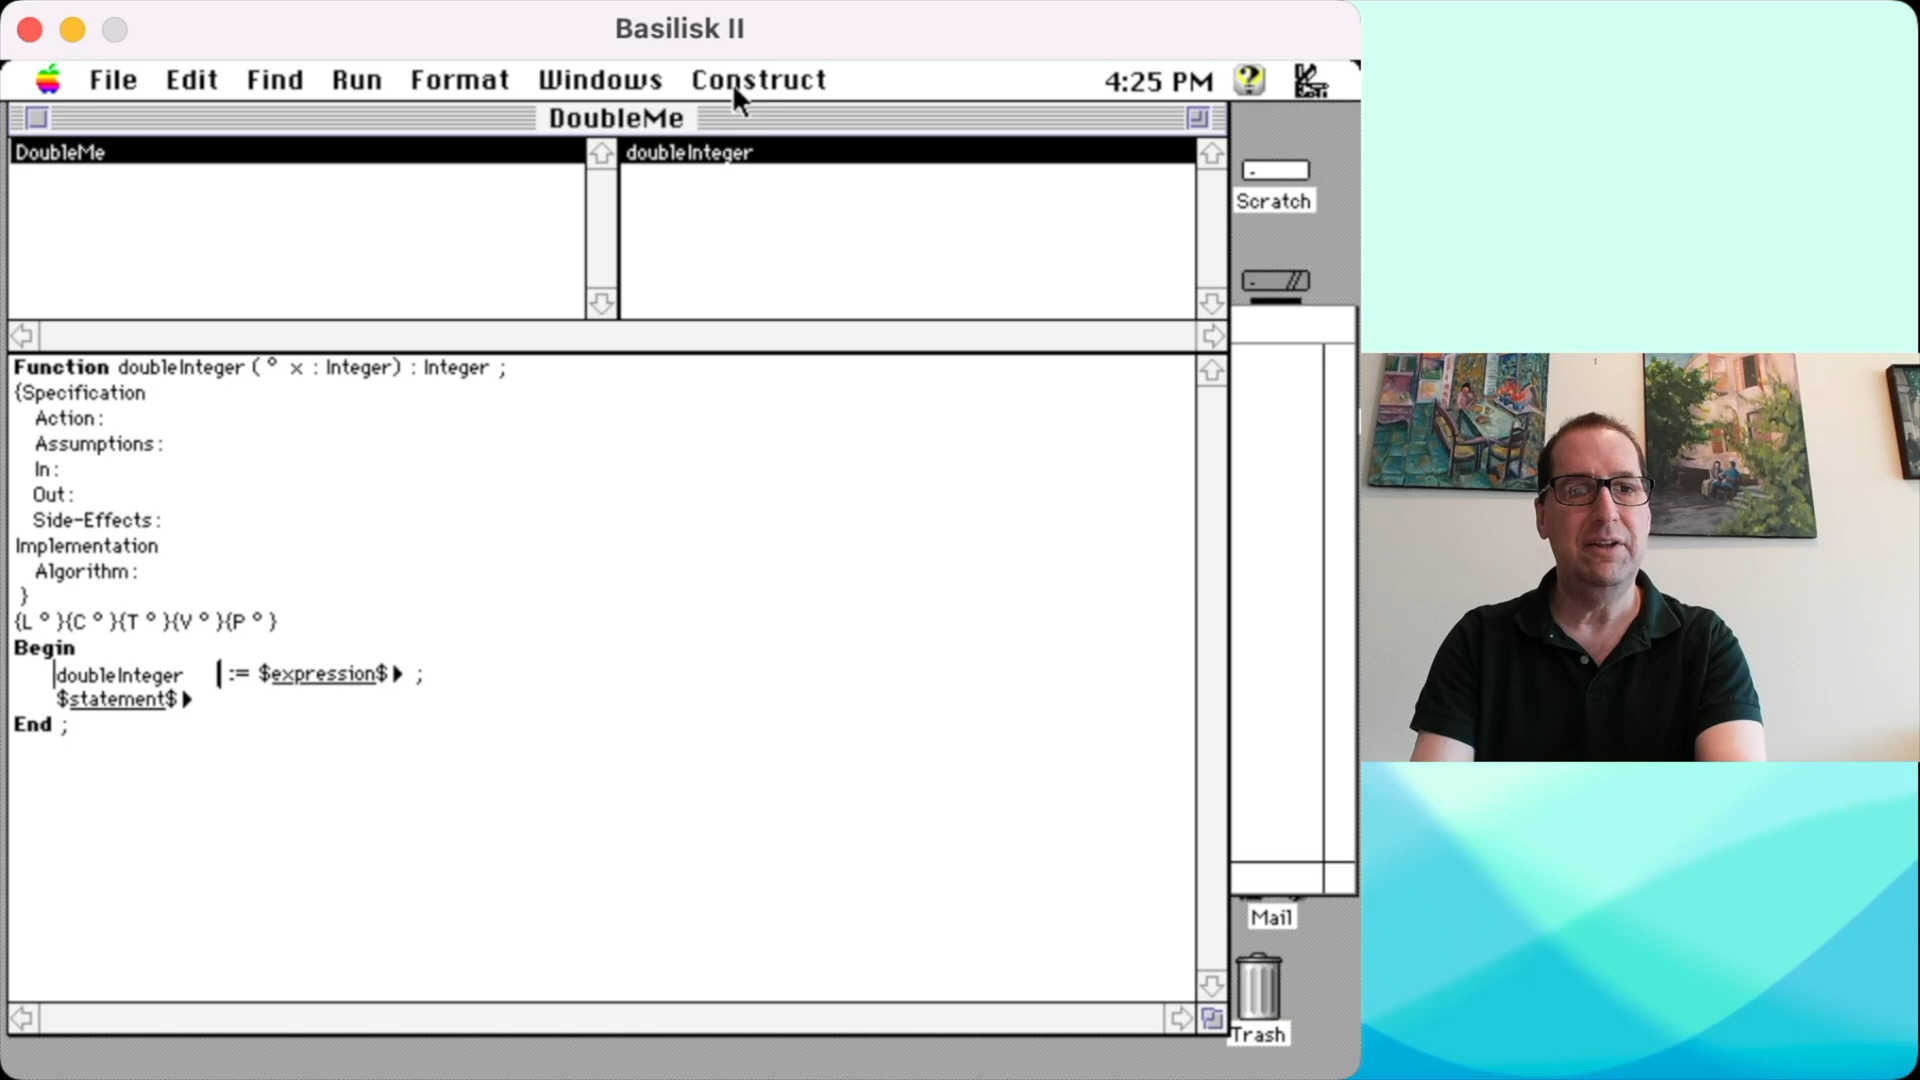 Basilisk II
File Edit Find Run Format Windows Construct 4:25 PM
DoubleMe
DoubleMe
doubleInteger
Scratch
Function doubleInteger (° x : Integer) : Integer ;
{Specification
Action:
Assumptions:
In:
Out:
Side-Effects:
Implementation
Algorithm:
}
{L °}{C °}{T °}{V °}{P °}
Begin
doubleInteger := $expression$ ;
$statement$
End ;
Mail
Trash